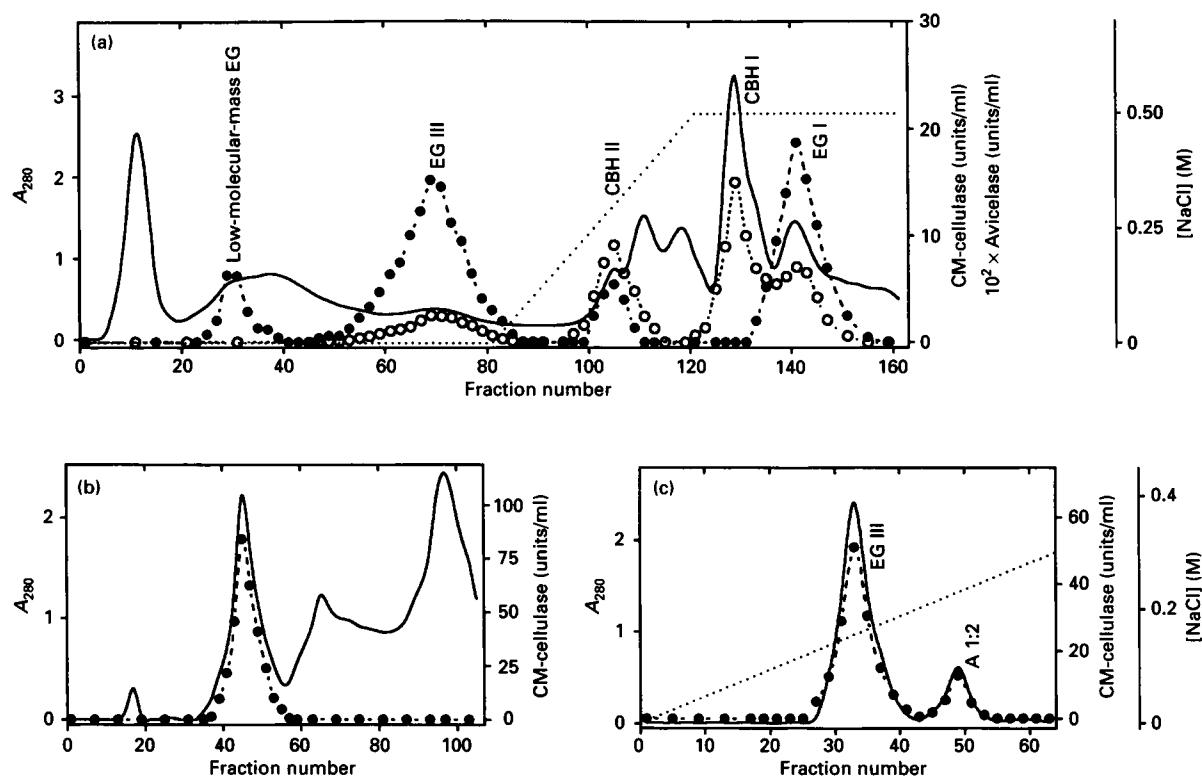 (a)
A280
3
2
1
0
Low-molecular-mass EG
EG III
CBH II
CBH I
EG I
30
20
10
0
CM-cellulase (units/ml)
10² × Avicelase (units/ml)
0.50
0.25
0
[NaCl] (M)
0 20 40 60 80 100 120 140 160
Fraction number
(b)
A280
2
1
0
100
75
50
25
0
CM-cellulase (units/ml)
0 20 40 60 80 100
Fraction number
(c)
A280
2
1
0
EG III
A 1:2
60
40
20
0
CM-cellulase (units/ml)
0.4
0.2
0
[NaCl] (M)
0 10 20 30 40 50 60
Fraction number